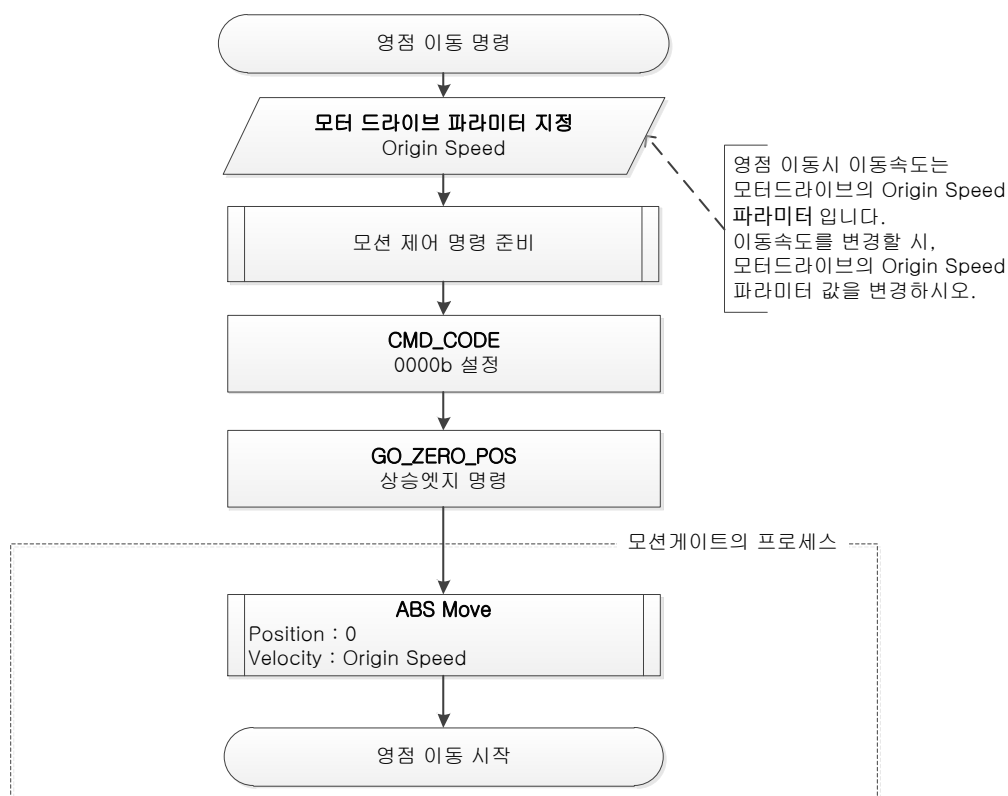 영점 이동 명령
모터 드라이브 파라미터 지정
Origin Speed
영점 이동시 이동속도는
모터드라이브의 Origin Speed
파라미터 입니다.
이동속도를 변경할 시,
모터드라이브의 Origin Speed
파라미터 값을 변경하시오.
모션 제어 명령 준비
CMD_CODE
0000b 설정
GO_ZERO_POS
상승엣지 명령
모션게이트의 프로세스
ABS Move
Position : 0
Velocity : Origin Speed
영점 이동 시작